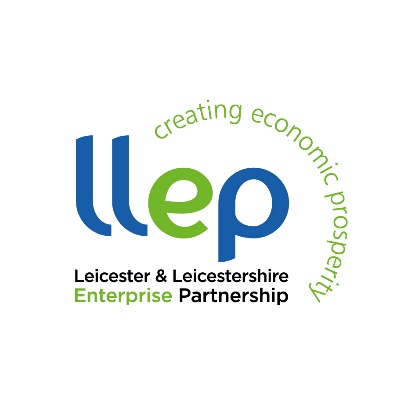 creating economic prosperity
llep
Leicester & Leicestershire
Enterprise Partnership